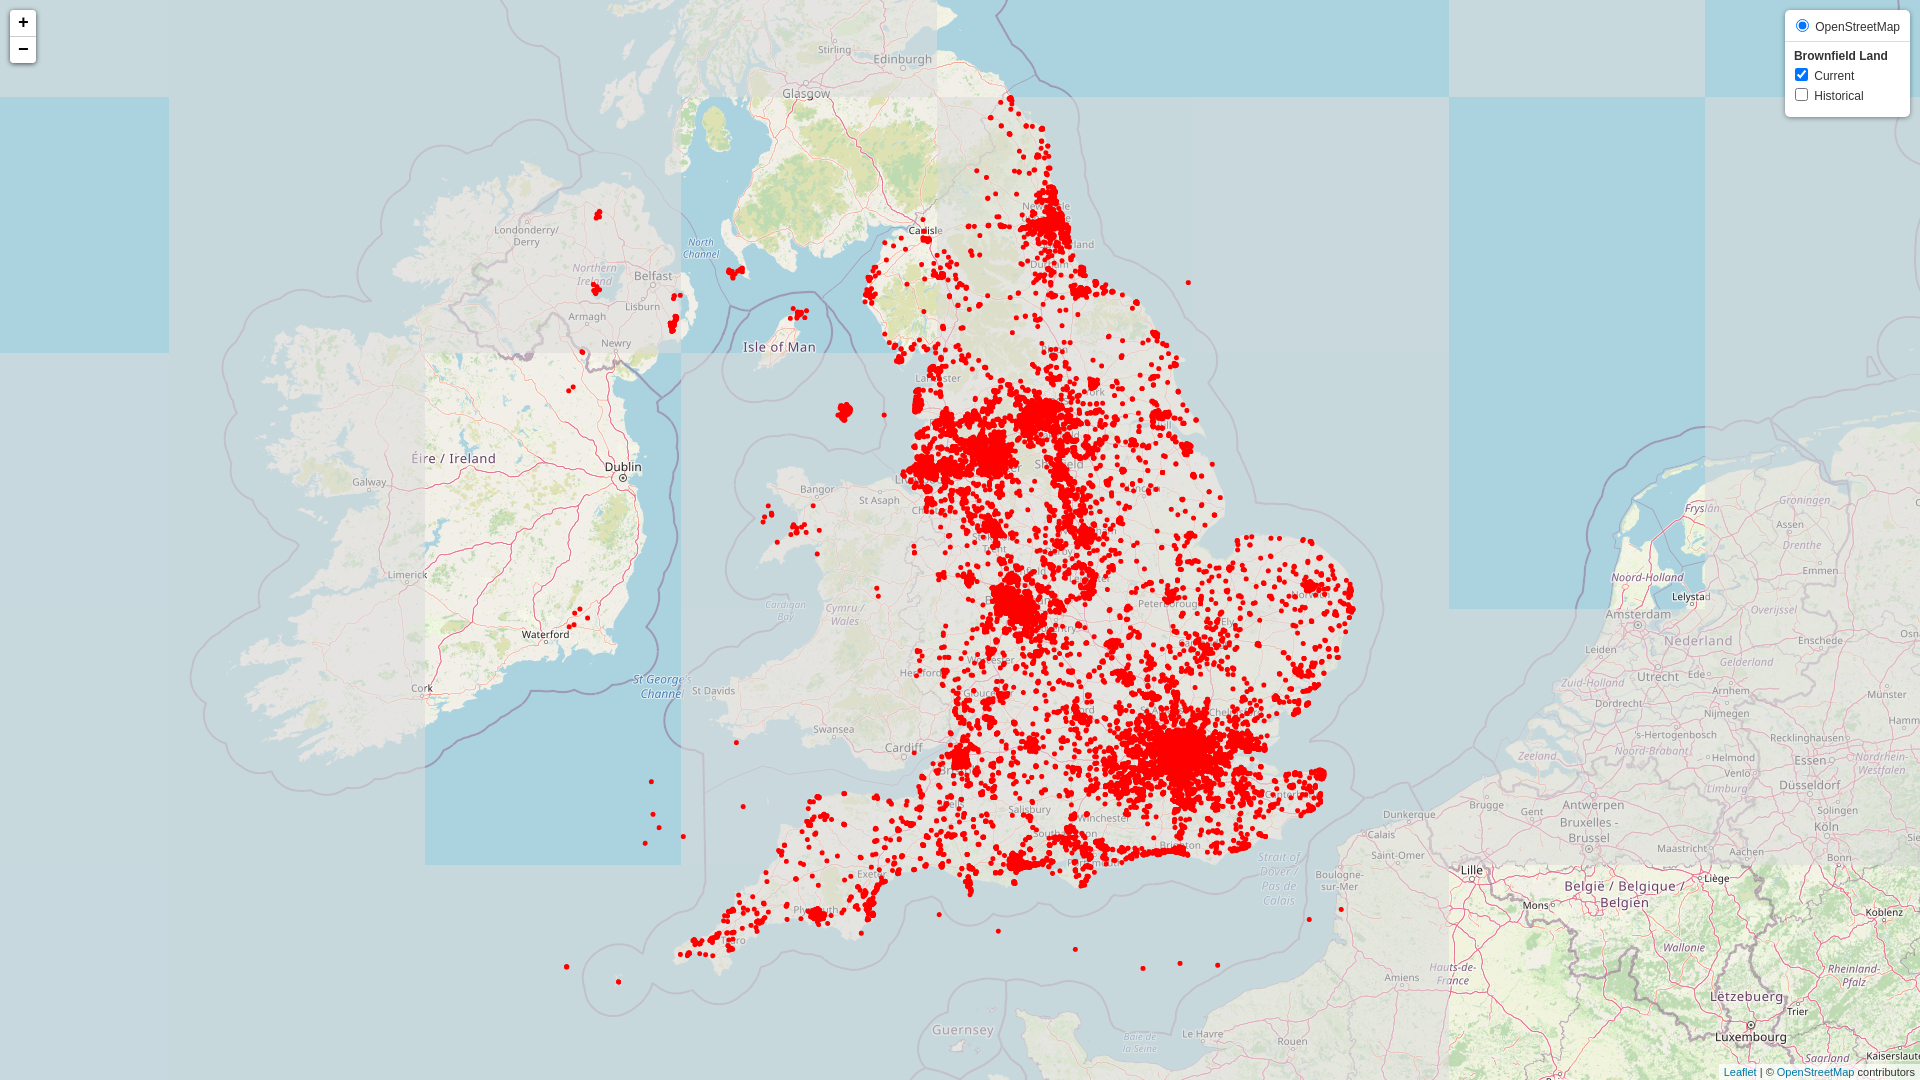 +
−
OpenStreetMap
Brownfield Land
Current
Historical
Stirling
Edinburgh
Glasgow
Londonderry/
Derry
North
Channel
Northern
Ireland
Belfast
Lisburn
Armagh
Newry
Carlisle
Isle of Man
Éire / Ireland
Dublin
Galway
Limerick
Waterford
Cork
St George's
Channel
Bangor
St Asaph
Cardigan
Bay
Cymru /
Wales
St Davids
Swansea
Cardiff
Peterborough
Ely
Worcester
Salisbury
Winchester
Brighton
Exeter
Plymouth
Truro
Strait of
Dover /
Pas de
Calais
Guernsey
Baie de
la Seine
Le Havre
Rouen
Amiens
Boulogne-
sur-Mer
Calais
Saint-Omer
Dunkerque
Hauts-de-
France
Lille
Brugge
Gent
Antwerpen
Bruxelles -
Brussel
Mons
België / Belgique /
Belgien
Liège
Maastricht
Aachen
Wallonie
Lëtzebuerg
Luxembourg
Trier
Saarland
Kaiserslaute
Rheinland-
Pfalz
Koblenz
Bonn
Köln
Solingen
Düsseldorf
Essen
Recklinghausen
Nordrhein-
Westfalen
Limburg
Venlo
Helmond
Noord-Brabant
's-Hertogenbosch
Zeeland
Dordrecht
Nijmegen
Zuid-Holland
Arnhem
Ede
Utrecht
Gelderland
Münster
Leiden
Nederland
Enschede
Amsterdam
Overijssel
Lelystad
Noord-Holland
Emmen
Drenthe
Assen
Fryslân
Groningen
Leaflet | © OpenStreetMap contributors